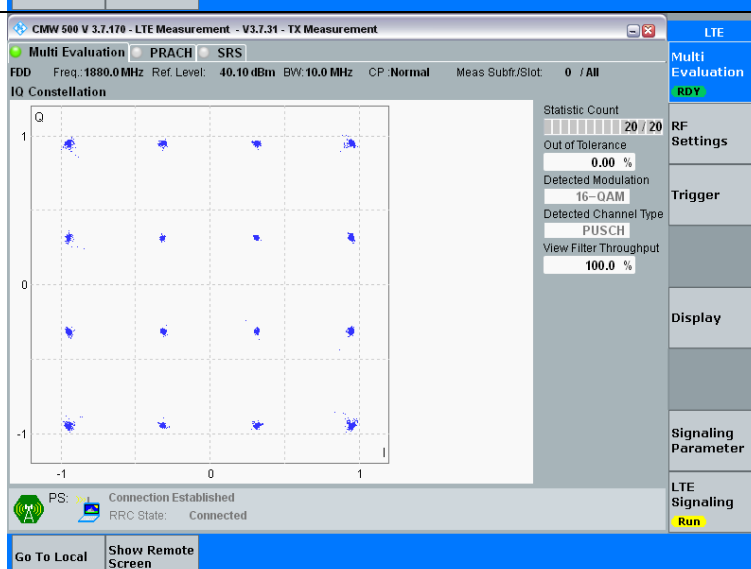 CMW 500 V 3.7.170 - LTE Measurement - V3.7.31 - TX Measurement
LTE
Multi Evaluation PRACH SRS
FDD Freq.: 1880.0 MHz Ref. Level: 40.10 dBm BW: 10.0 MHz CP : Normal Meas Subfr./Slot: 0 / All
IQ Constellation
Q
1
0
-1
I
-1 0 1
Statistic Count
20 / 20
Out of Tolerance
0.00 %
Detected Modulation
16-QAM
Detected Channel Type
PUSCH
View Filter Throughput
100.0 %
Multi
Evaluation
RDY
RF
Settings
Trigger
Display
Signaling
Parameter
LTE
Signaling
Run
PS: Connection Established
RRC State: Connected
Go To Local
Show Remote
Screen